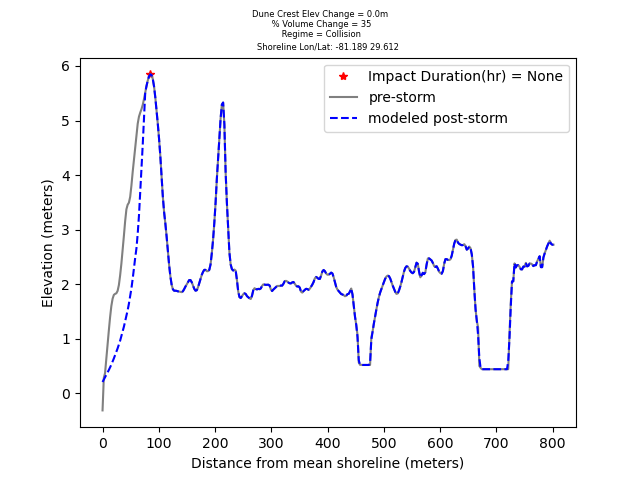 Dune Crest Elev Change = 0.0m
% Volume Change = 35
Regime = Collision
Shoreline Lon/Lat: -81.189 29.612
Impact Duration(hr) = None
pre-storm
modeled post-storm
Elevation (meters)
6
5
4
3
2
1
0
0 100 200 300 400 500 600 700 800
Distance from mean shoreline (meters)